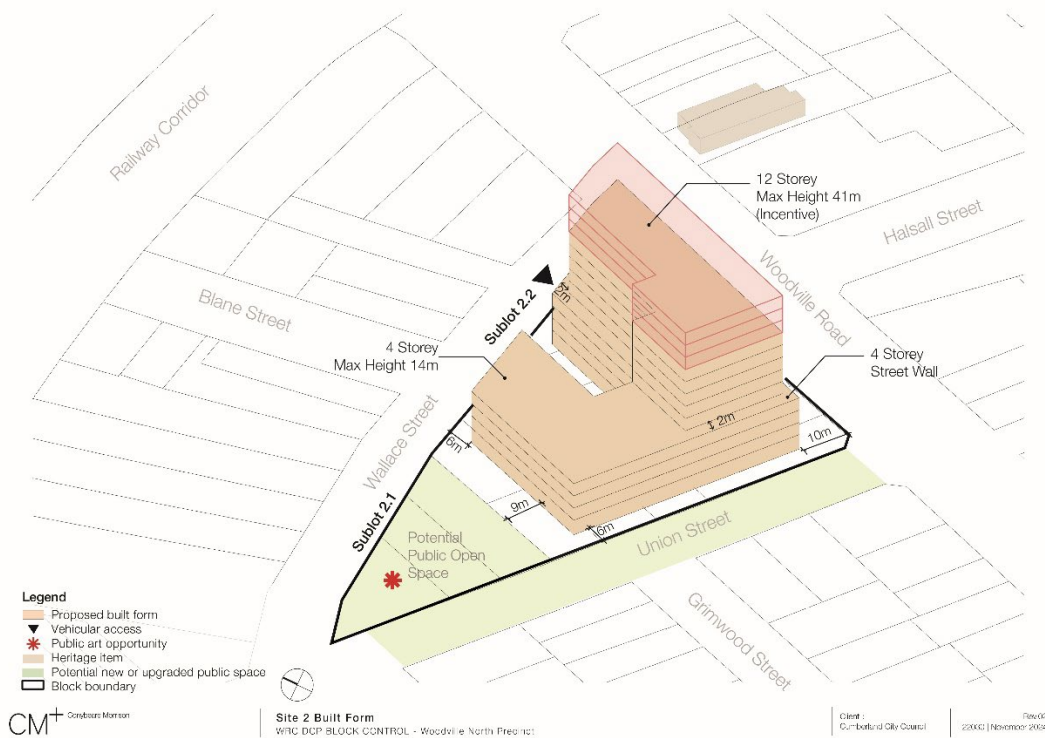 Railway Corridor
12 Storey
Max Height 41m
(Incentive)
Halsall Street
Woodville Road
Blane Street
Sublot 2.2
2m
4 Storey
Max Height 14m
4 Storey
Street Wall
Wallace Street
2m
6m
10m
9m
6m
Union Street
Sublot 2.1
Potential
Public Open
Space
Grimwood Street
Legend
Proposed built form
Vehicular access
Public art opportunity
Heritage item
Potential new or upgraded public space
Block boundary
CM+
Conybeare Morrison
Site 2 Built Form
WRC DCP BLOCK CONTROL - Woodville North Precinct
Client :
Cumberland City Council
| November 2024